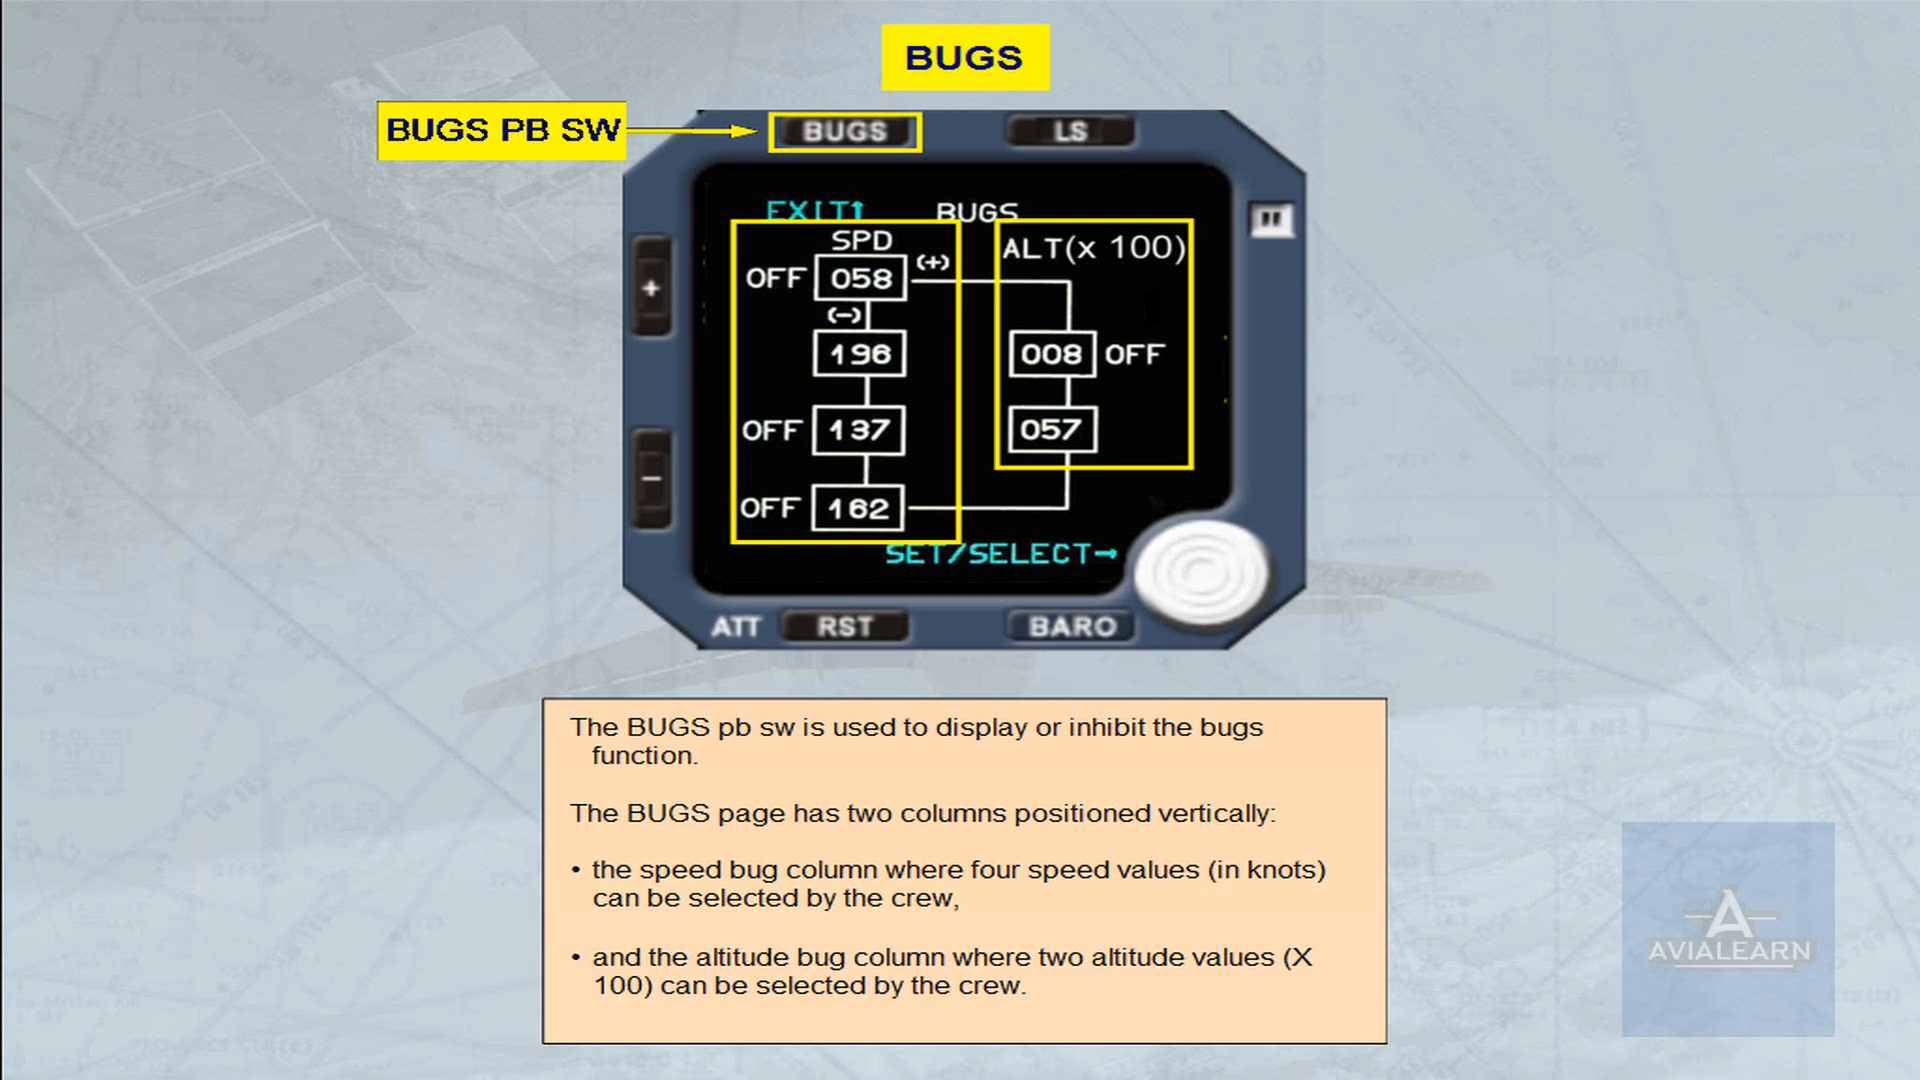 BUGS
BUGS PB SW
BUGS
LS
EXIT↑ BUGS
SPD
ALT(x 100)
OFF 058 (+)
(−)
196
008 OFF
OFF 137
057
OFF 162
SET/SELECT→
+
−
ATT RST
BARO
The BUGS pb sw is used to display or inhibit the bugs
function.
The BUGS page has two columns positioned vertically:
• the speed bug column where four speed values (in knots)
can be selected by the crew,
• and the altitude bug column where two altitude values (X
100) can be selected by the crew.
A
AVIALEARN